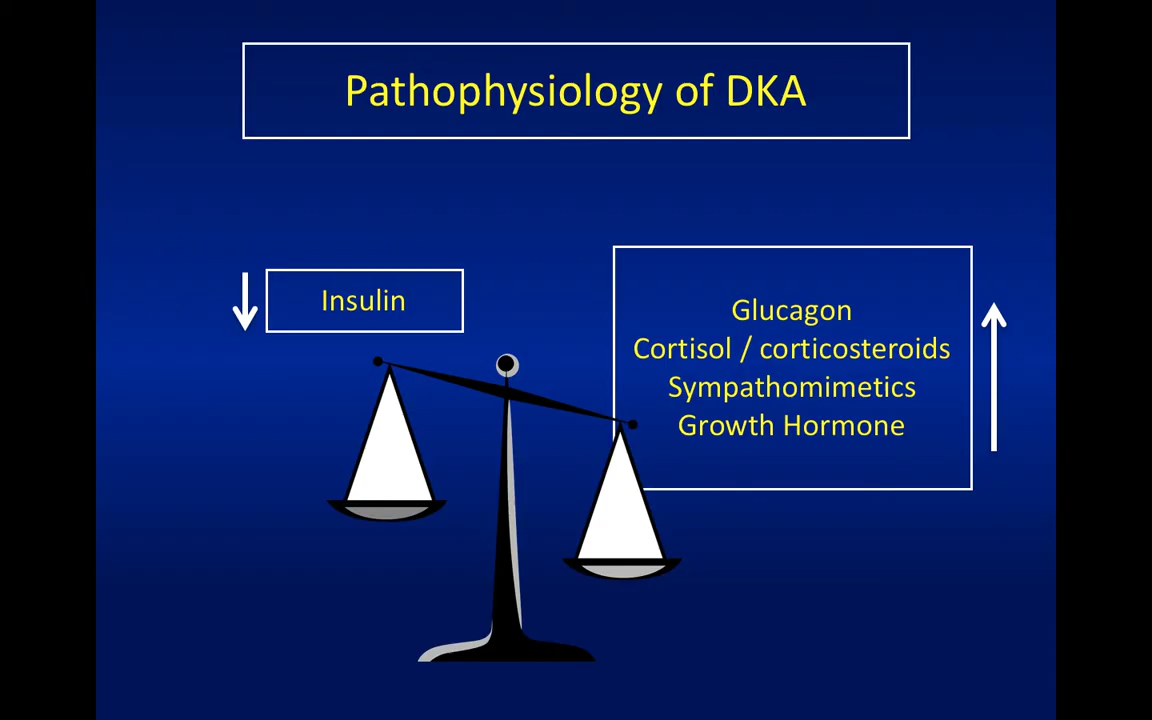 Pathophysiology of DKA
Insulin
Glucagon
Cortisol / corticosteroids
Sympathomimetics
Growth Hormone